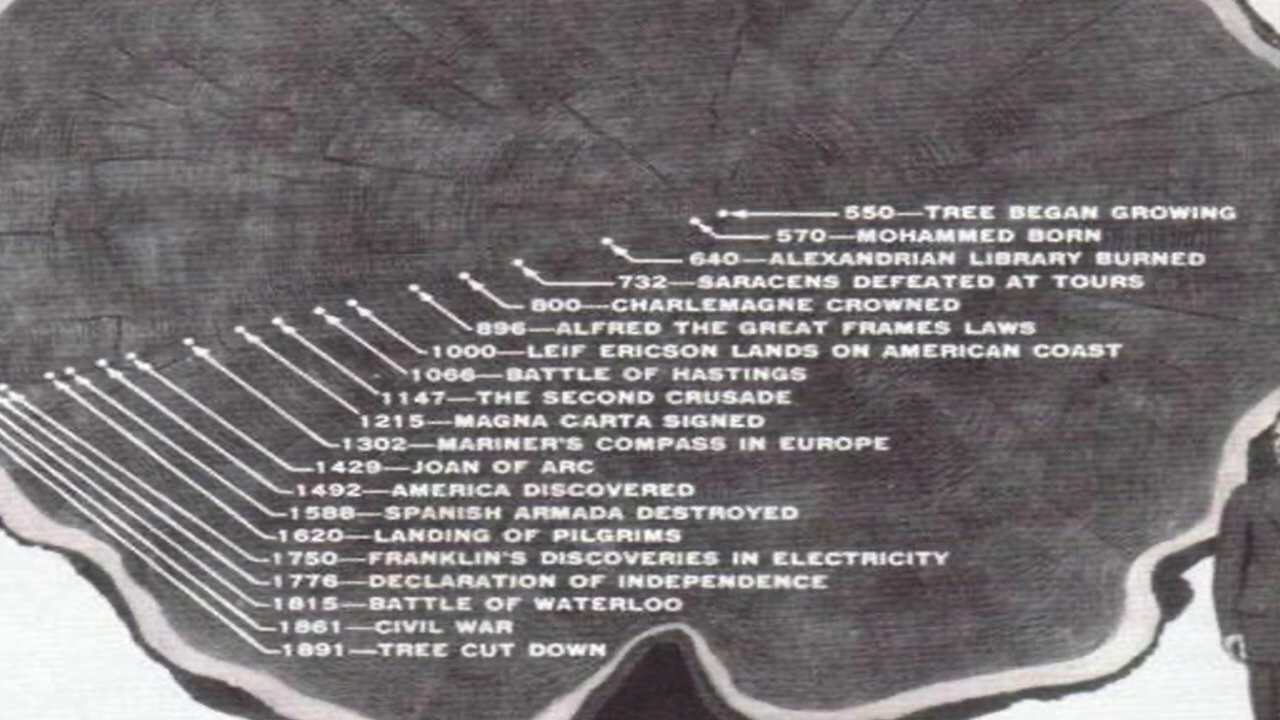 550—TREE BEGAN GROWING
570—MOHAMMED BORN
640—ALEXANDRIAN LIBRARY BURNED
732—SARACENS DEFEATED AT TOURS
800—CHARLEMAGNE CROWNED
896—ALFRED THE GREAT FRAMES LAWS
1000—LEIF ERICSON LANDS ON AMERICAN COAST
1066—BATTLE OF HASTINGS
1147—THE SECOND CRUSADE
1215—MAGNA CARTA SIGNED
1302—MARINER'S COMPASS IN EUROPE
1429—JOAN OF ARC
1492—AMERICA DISCOVERED
1588—SPANISH ARMADA DESTROYED
1620—LANDING OF PILGRIMS
1750—FRANKLIN'S DISCOVERIES IN ELECTRICITY
1776—DECLARATION OF INDEPENDENCE
1815—BATTLE OF WATERLOO
1861—CIVIL WAR
1891—TREE CUT DOWN